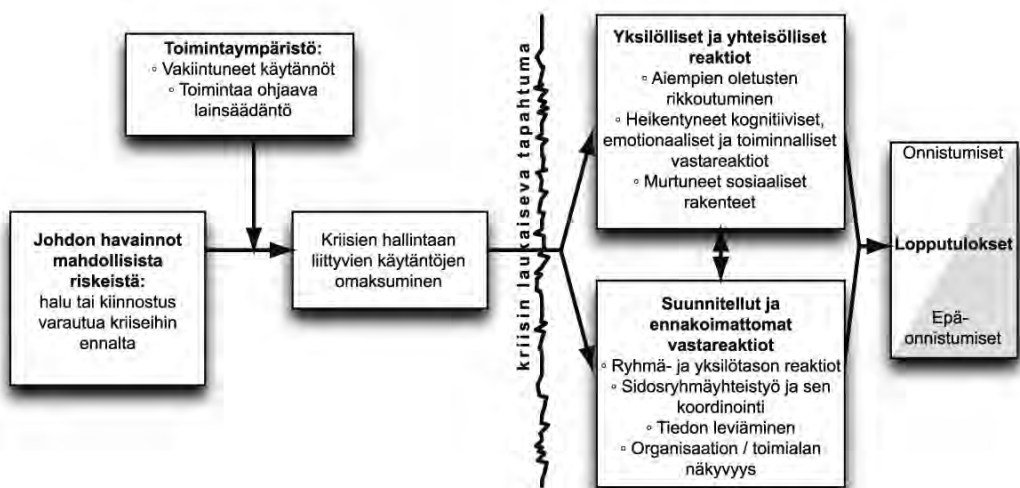 Toimintaympäristö:
◦ Vakiintuneet käytännöt
◦ Toimintaa ohjaava
lainsäädäntö
Johdon havainnot
mahdollisista
riskeistä:
halu tai kiinnostus
varautua kriiseihin
ennalta
Kriisien hallintaan
liittyvien käytäntöjen
omaksuminen
kriisin laukaiseva tapahtuma
Yksilölliset ja yhteisölliset
reaktiot
◦ Aiempien oletusten
rikkoutuminen
◦ Heikentyneet kognitiiviset,
emotionaaliset ja toiminnalliset
vastareaktiot
◦ Murtuneet sosiaaliset
rakenteet
Suunnitellut ja
ennakoimattomat
vastareaktiot
◦ Ryhmä- ja yksilötason reaktiot
◦ Sidosryhmäyhteistyö ja sen
koordinointi
◦ Tiedon leviäminen
◦ Organisaation / toimialan
näkyvyys
Onnistumiset
Lopputulokset
Epä-
onnistumiset